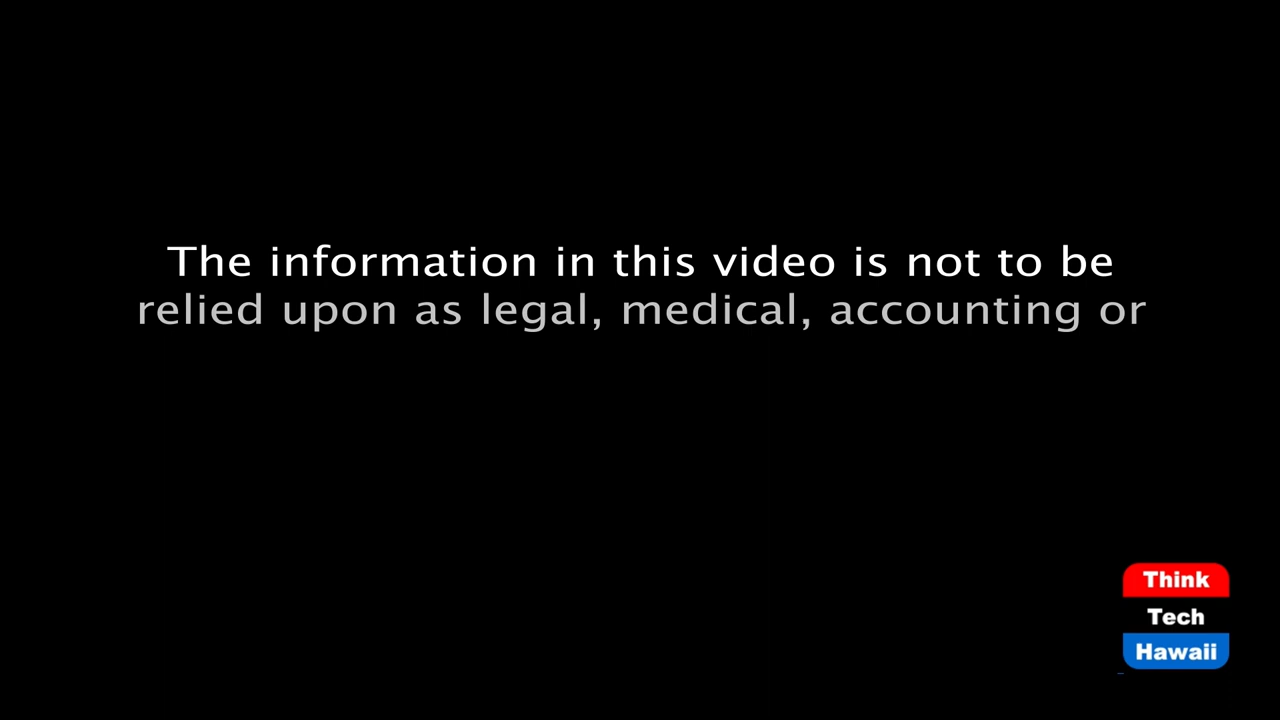 The information in this video is not to be
relied upon as legal, medical, accounting or
Think
Tech
Hawaii